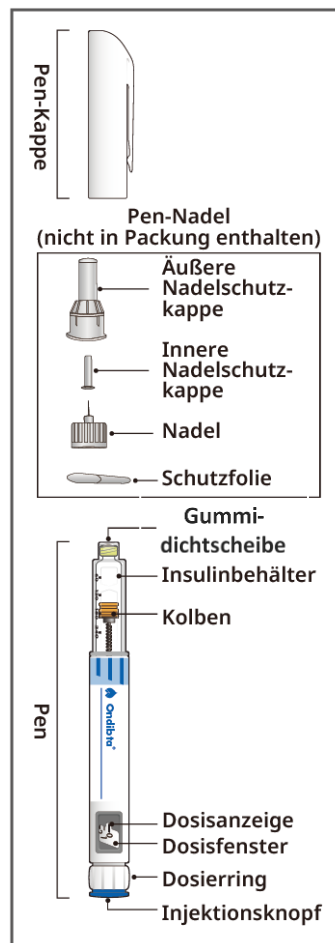 Pen-Kappe
Pen-Nadel
(nicht in Packung enthalten)
Äußere
Nadelschutz-
kappe
Innere
Nadelschutz-
kappe
Nadel
Schutzfolie
Gummi-
dichtscheibe
Insulinbehälter
Kolben
Pen
Ondibta®
Dosisanzeige
Dosisfenster
Dosierring
Injektionsknopf